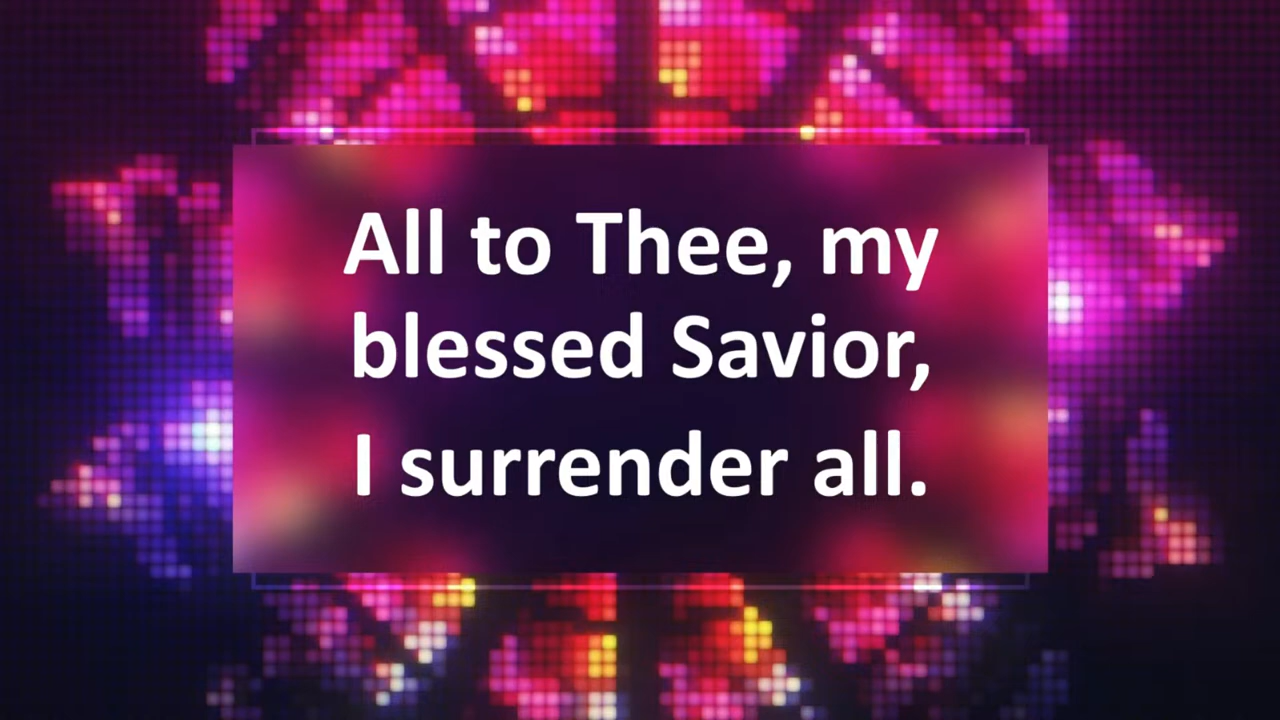 All to Thee, my
blessed Savior,
I surrender all.